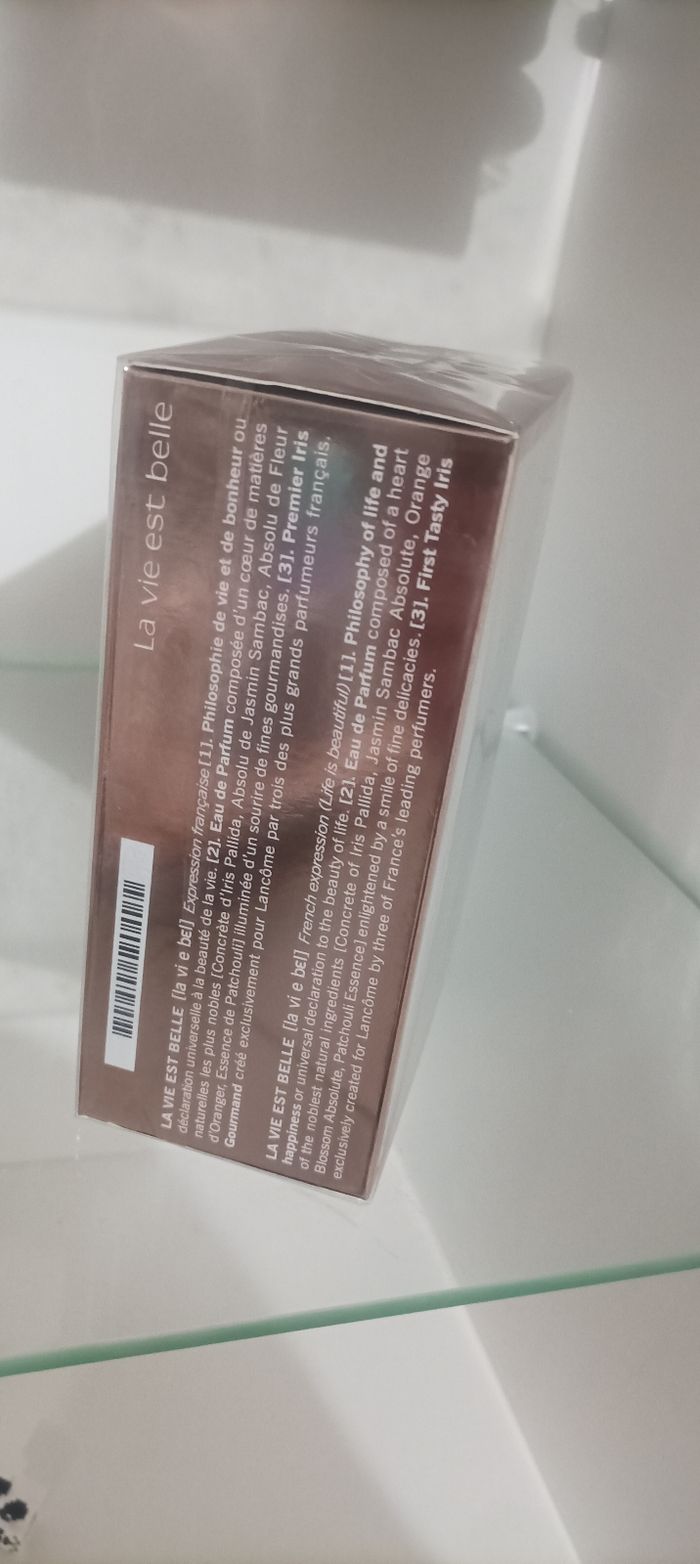 La vie est belle
LA VIE EST BELLE [la vi e bɛl] Expression française [1]. Philosophie de vie et de bonheur ou
déclaration universelle à la beauté de la vie. [2]. Eau de Parfum composée d'un cœur de matières
naturelles les plus nobles [Concrète d'Iris Pallida, Absolu de Jasmin Sambac, Absolu de Fleur
d'Oranger, Essence de Patchouli] illuminée d'un sourire de fines gourmandises. [3]. Premier Iris
Gourmand créé exclusivement pour Lancôme par trois des plus grands parfumeurs français.
LA VIE EST BELLE [la vi e bɛl] French expression (Life is beautiful) [1]. Philosophy of life and
happiness or universal declaration to the beauty of life. [2]. Eau de Parfum composed of a heart
of the noblest natural ingredients [Concrete of Iris Pallida, Jasmin Sambac Absolute, Orange
Blossom Absolute, Patchouli Essence] enlightened by a smile of fine delicacies. [3]. First Tasty Iris
exclusively created for Lancôme by three of France's leading perfumers.